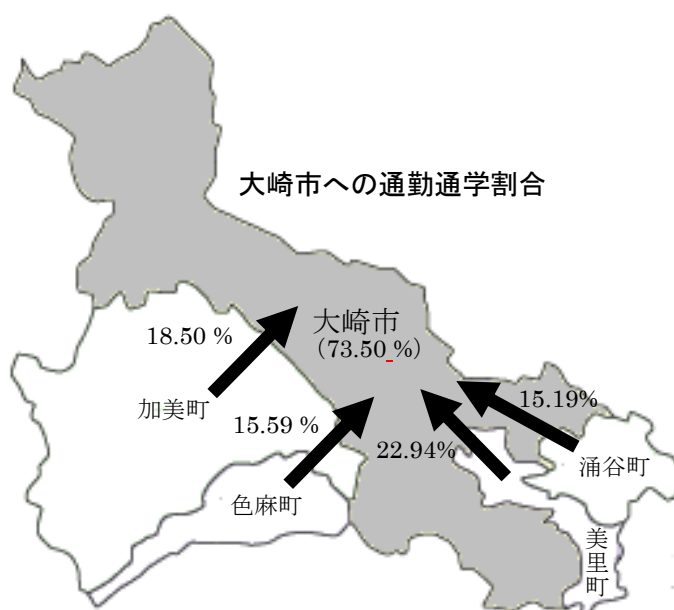 大崎市への通勤通学割合
大崎市
（73.50 %）
18.50 %
加美町
15.59 %
色麻町
22.94%
15.19%
涌谷町
美里町